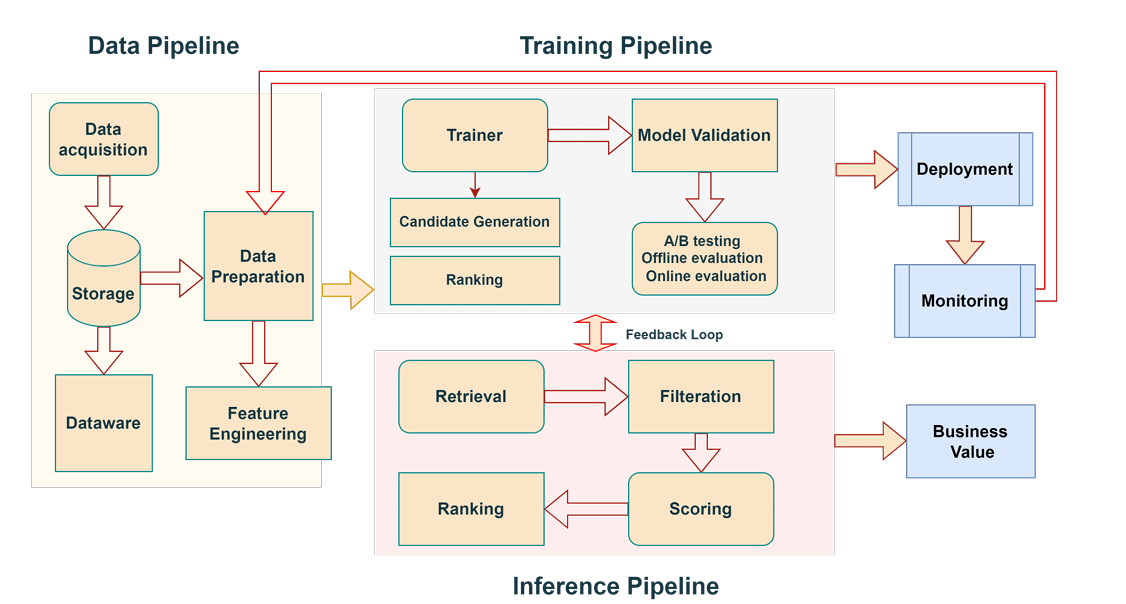 Data Pipeline
Training Pipeline
Data
acquisition
Storage
Dataware
Data
Preparation
Feature
Engineering
Trainer
Model Validation
Candidate Generation
Ranking
A/B testing
Offline evaluation
Online evaluation
Deployment
Monitoring
Feedback Loop
Retrieval
Filteration
Ranking
Scoring
Business
Value
Inference Pipeline